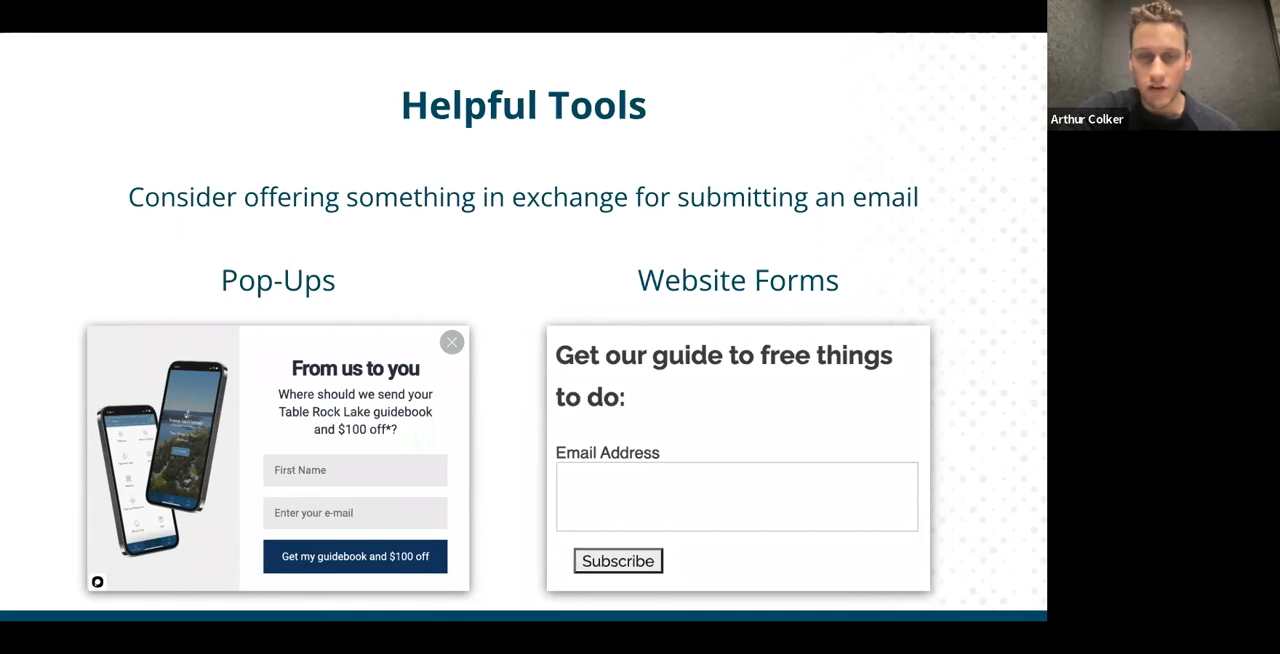 Helpful Tools
Arthur Colker
Consider offering something in exchange for submitting an email
Pop-Ups
Website Forms
From us to you
Where should we send your
Table Rock Lake guidebook
and $100 off*?
First Name
Enter your e-mail
Get my guidebook and $100 off
Get our guide to free things
to do:
Email Address
Subscribe